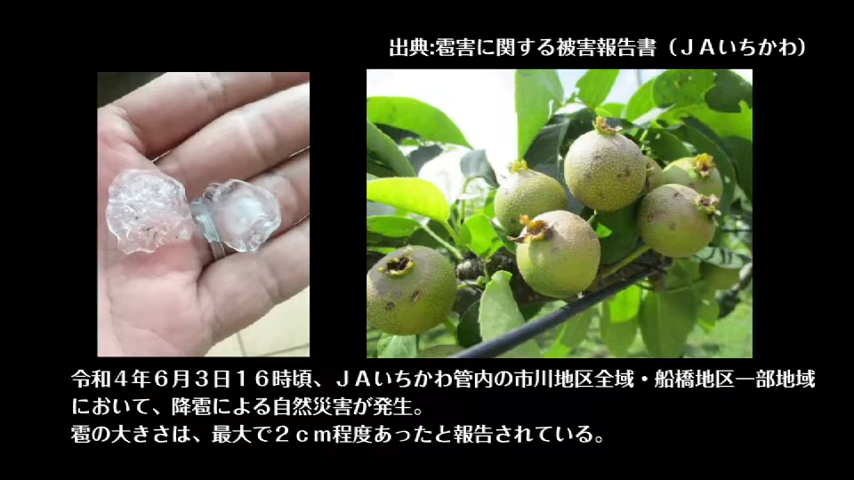 出典:雹害に関する被害報告書（ＪＡいちかわ）
令和４年６月３日１６時頃、ＪＡいちかわ管内の市川地区全域・船橋地区一部地域
において、降雹による自然災害が発生。
雹の大きさは、最大で２ｃｍ程度あったと報告されている。